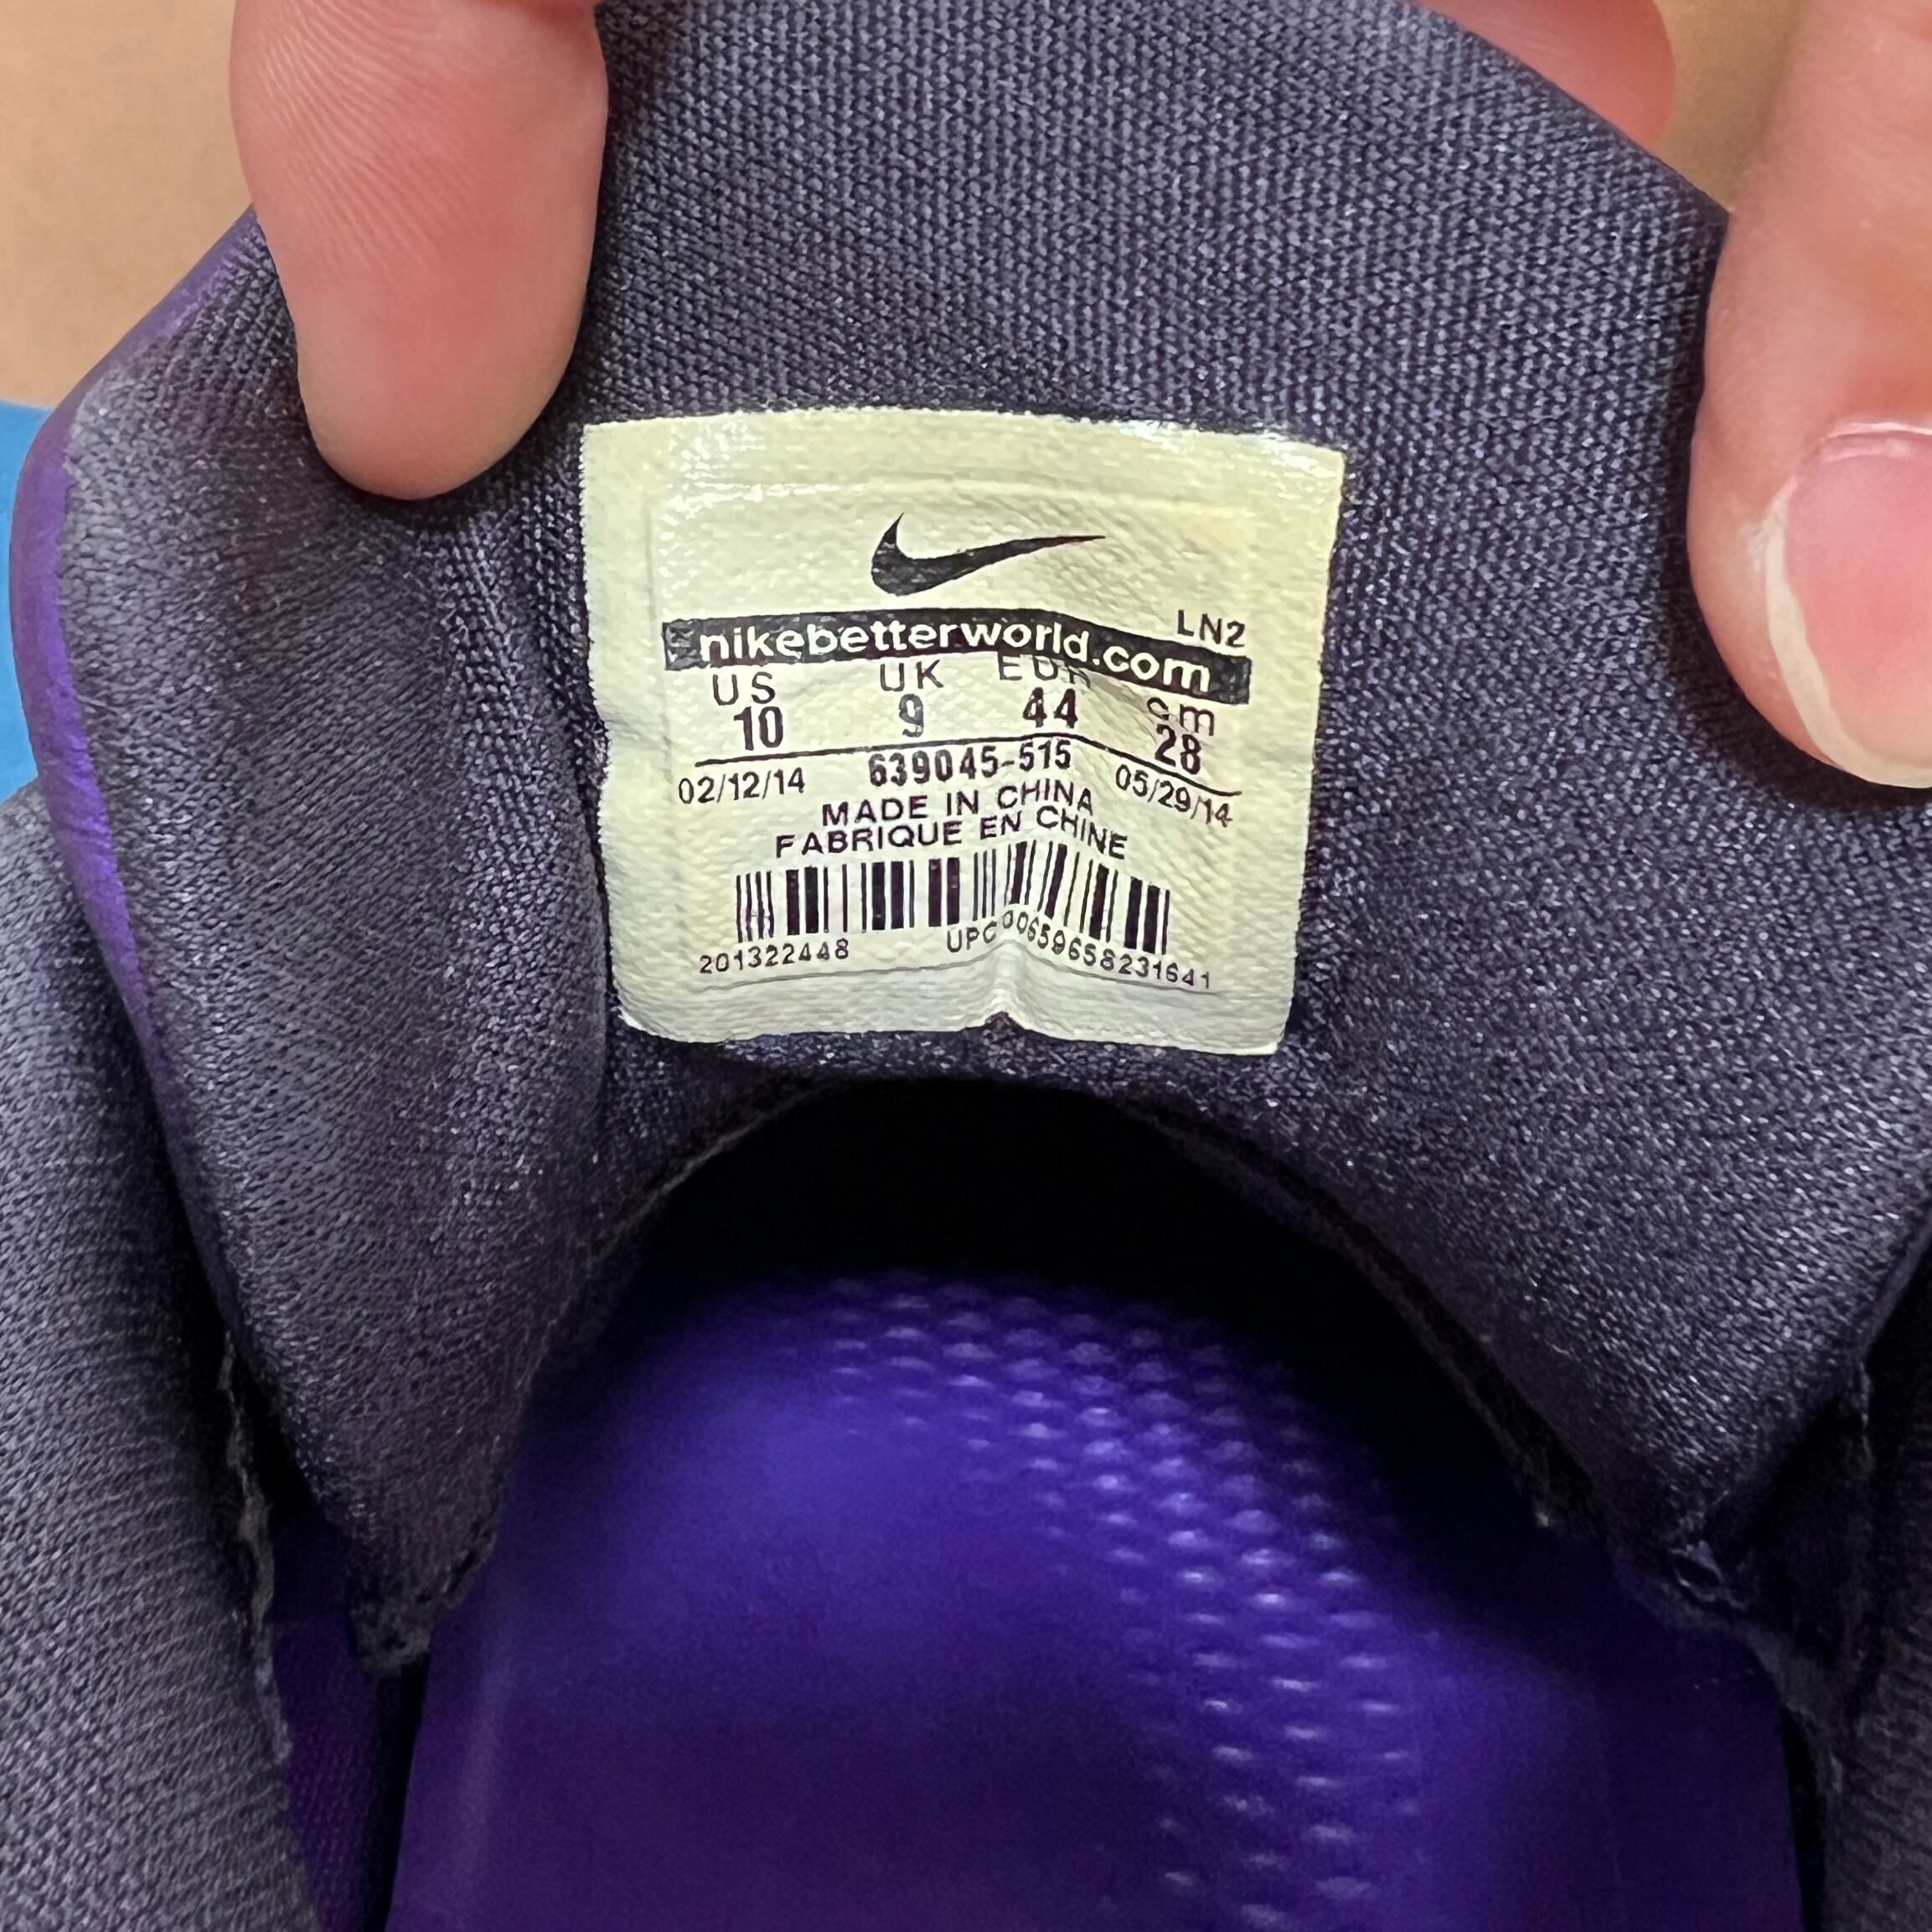 LN2
nikebetterworld.com
US UK EUR cm
10 9 44 28
02/12/14 639045-515 05/29/14
MADE IN CHINA
FABRIQUE EN CHINE
201322448 UPC 00659658231641